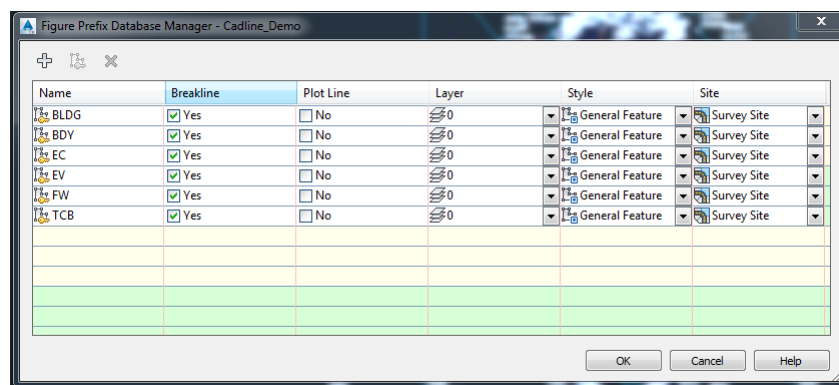 Figure Prefix Database Manager - Cadline_Demo
x
Name Breakline Plot Line Layer Style Site
BLDG Yes No 0 General Feature Survey Site
BDY Yes No 0 General Feature Survey Site
EC Yes No 0 General Feature Survey Site
EV Yes No 0 General Feature Survey Site
FW Yes No 0 General Feature Survey Site
TCB Yes No 0 General Feature Survey Site
OK Cancel Help